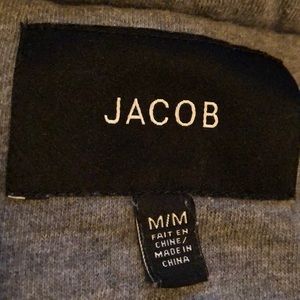 JACOB
M/M
FAIT EN
CHINE/
MADE IN
CHINA